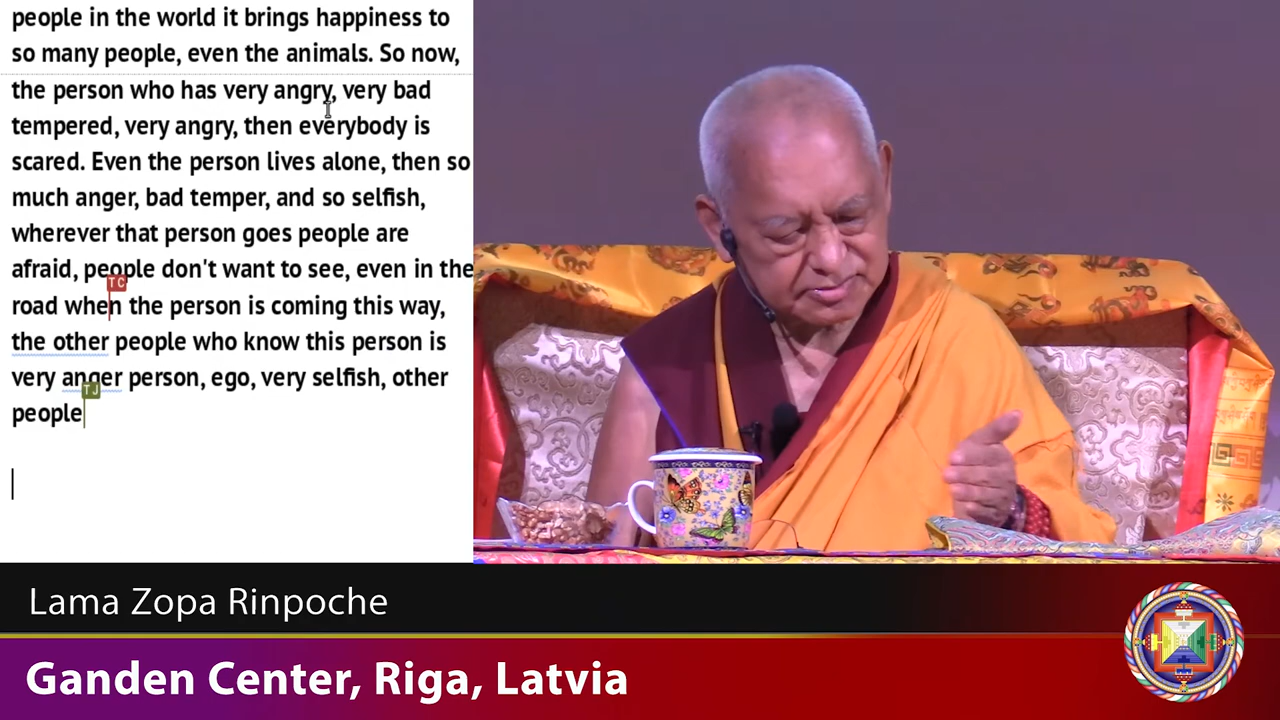 people in the world it brings happiness to
so many people, even the animals. So now,
the person who has very angry, very bad
tempered, very angry, then everybody is
scared. Even the person lives alone, then so
much anger, bad temper, and so selfish,
wherever that person goes people are
afraid, people don't want to see, even in the
TC
road when the person is coming this way,
the other people who know this person is
very anger person, ego, very selfish, other
TJ
people
Lama Zopa Rinpoche
Ganden Center, Riga, Latvia